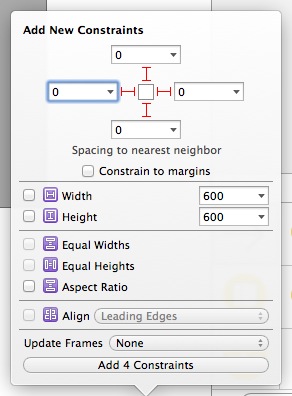 Add New Constraints
0
0 0
0
Spacing to nearest neighbor
Constrain to margins
Width 600
Height 600
Equal Widths
Equal Heights
Aspect Ratio
Align Leading Edges
Update Frames None
Add 4 Constraints